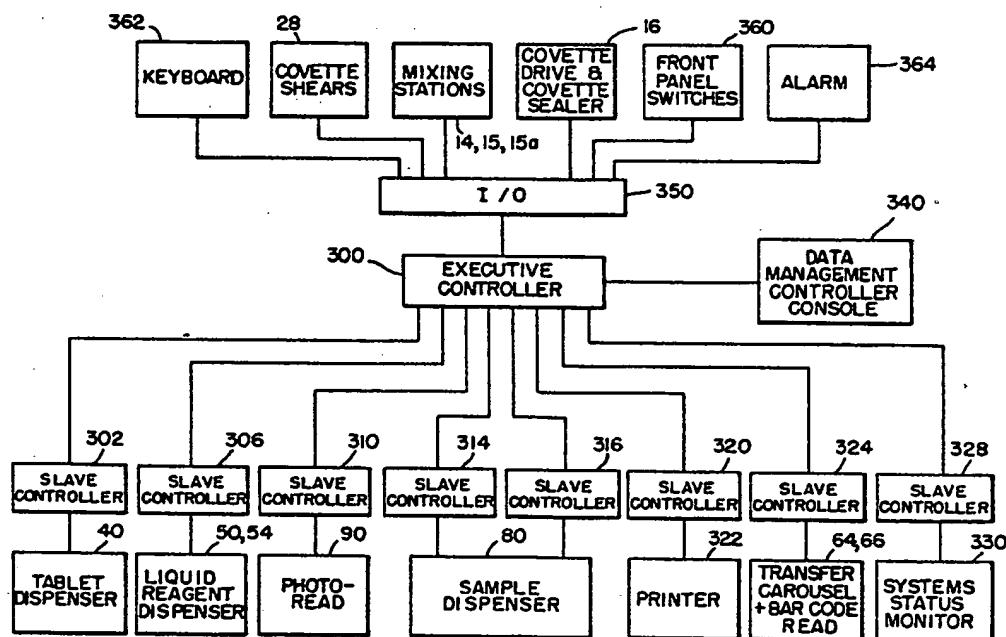 362
28
16
360
KEYBOARD
COVETTE
SHEARS
MIXING
STATIONS
COVETTE
DRIVE &
COVETTE
SEALER
FRONT
PANEL
SWITCHES
ALARM
364
14, 15, 15a
I/O
350
340
300
EXECUTIVE
CONTROLLER
DATA
MANAGEMENT
CONTROLLER
CONSOLE
302
306
310
314
316
320
324
328
SLAVE
CONTROLLER
SLAVE
CONTROLLER
SLAVE
CONTROLLER
SLAVE
CONTROLLER
SLAVE
CONTROLLER
SLAVE
CONTROLLER
SLAVE
CONTROLLER
SLAVE
CONTROLLER
40
50,54
90
80
322
64,66
330
TABLET
DISPENSER
LIQUID
REAGENT
DISPENSER
PHOTO-
READ
SAMPLE
DISPENSER
PRINTER
TRANSFER
CAROUSEL
+ BAR CODE
READ
SYSTEMS
STATUS
MONITOR